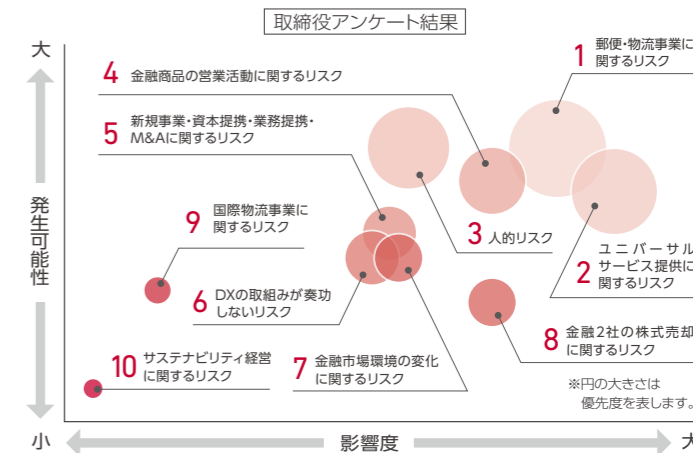 取締役アンケート結果
大
発生可能性
小
影響度
大
1 郵便・物流事業に
関するリスク
4 金融商品の営業活動に関するリスク
5 新規事業・資本提携・業務提携・
M&Aに関するリスク
9 国際物流事業に
関するリスク
3 人的リスク
2 ユニバーサル
サービス提供に
関するリスク
6 DXの取組みが奏功
しないリスク
8 金融2社の株式売却
に関するリスク
10 サステナビリティ経営
に関するリスク
7 金融市場環境の変化
に関するリスク
※円の大きさは
優先度を表します。